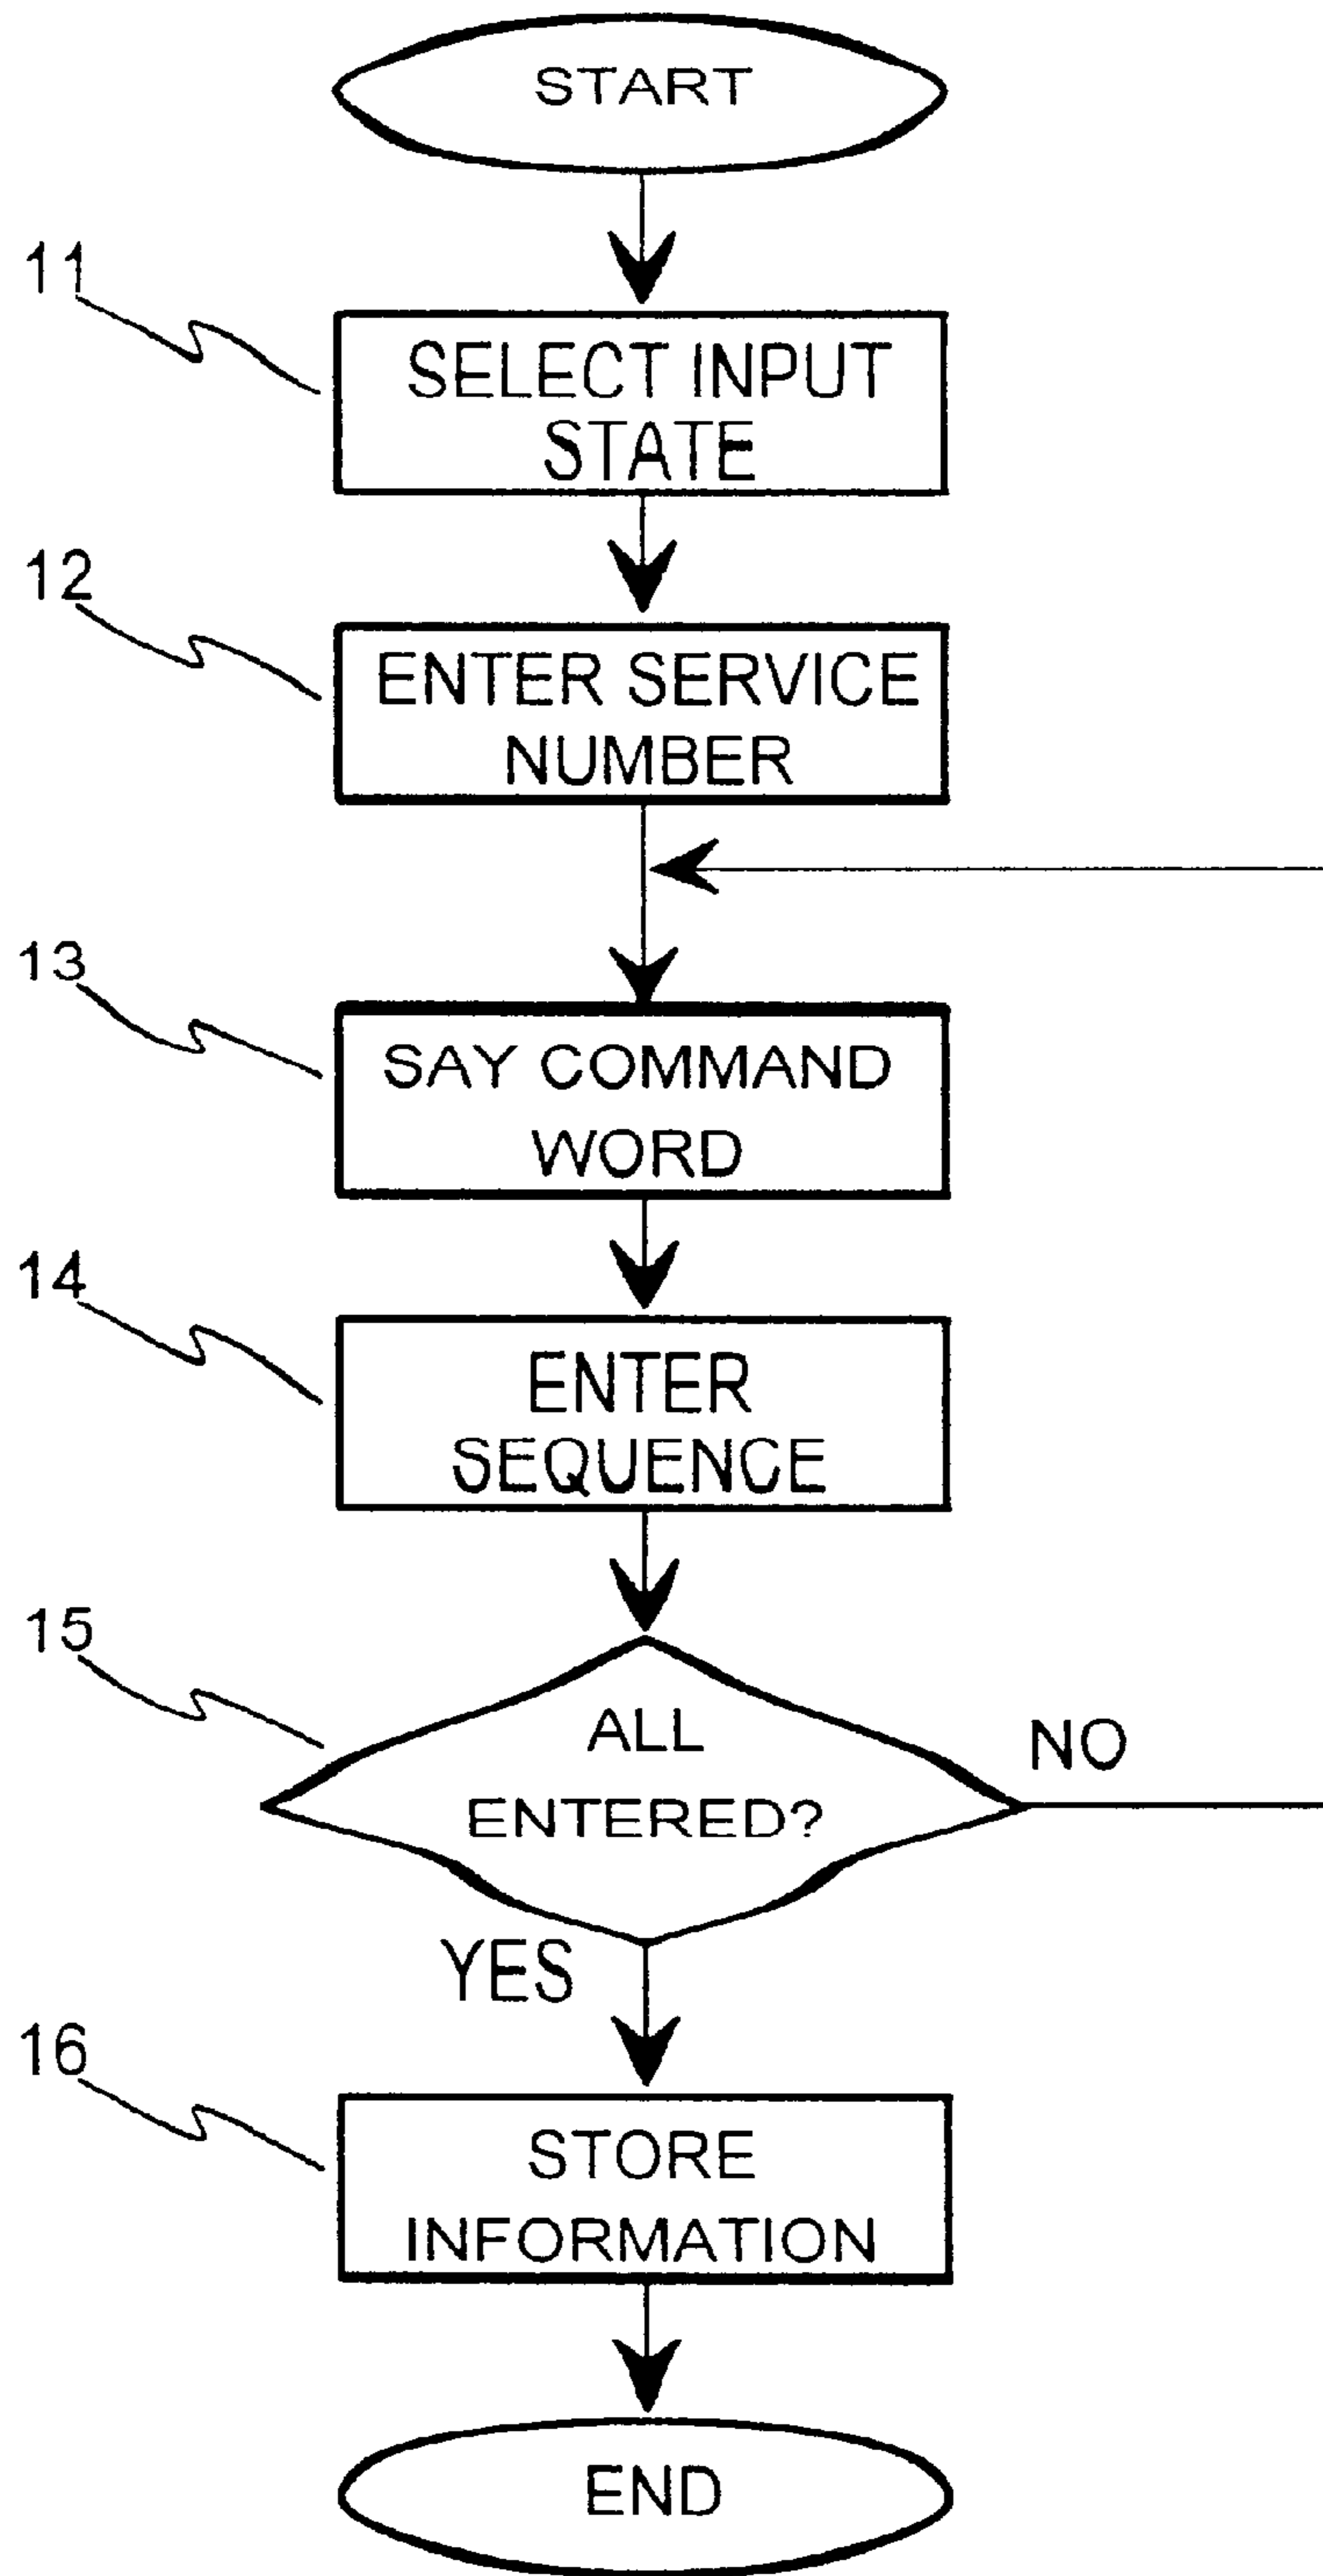 START
11
SELECT INPUT
STATE
12
ENTER SERVICE
NUMBER
13
SAY COMMAND
WORD
14
ENTER
SEQUENCE
15
ALL
ENTERED?
NO
YES
16
STORE
INFORMATION
END